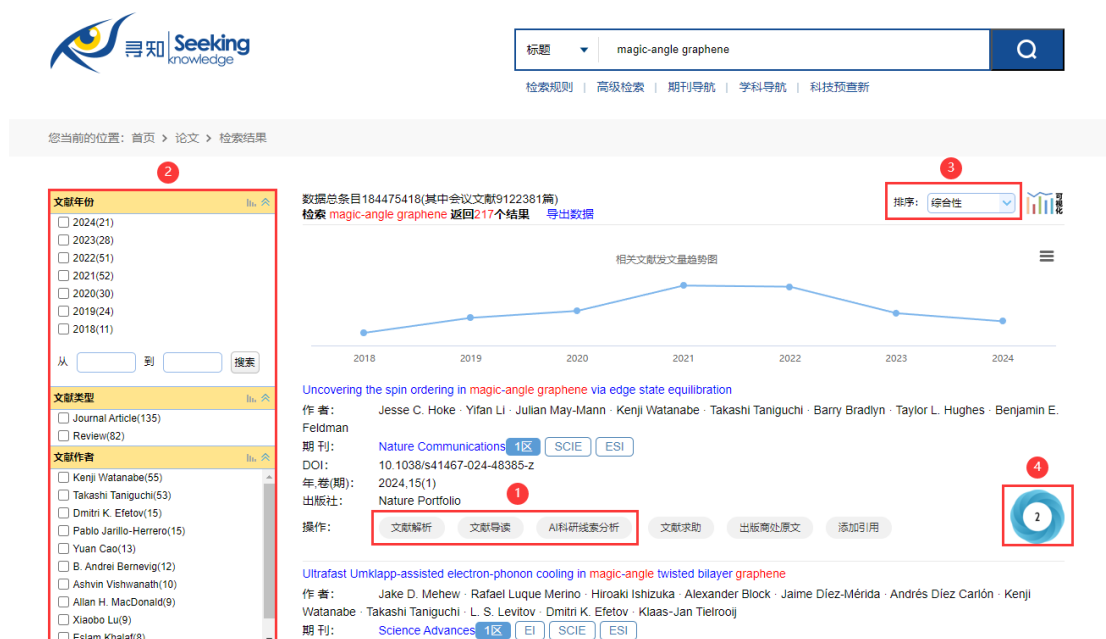 寻知 Seeking knowledge
标题 magic-angle graphene
检索规则 | 高级检索 | 期刊导航 | 学科导航 | 科技预查新
您当前的位置：首页 > 论文 > 检索结果
2
3
文献年份
2024(21)
2023(28)
2022(51)
2021(52)
2020(30)
2019(24)
2018(11)
从 到 搜索
文献类型
Journal Article(135)
Review(82)
文献作者
Kenji Watanabe(55)
Takashi Taniguchi(53)
Dmitri K. Efetov(15)
Pablo Jarillo-Herrero(15)
Yuan Cao(13)
B. Andrei Bernevig(12)
Ashvin Vishwanath(10)
Allan H. MacDonald(9)
Xiaobo Lu(9)
Eslam Khalaf(8)
数据总条目184475418(其中会议文献9122381篇)
检索 magic-angle graphene 返回217个结果 导出数据
排序： 综合性 可视化
相关文献发文量趋势图
2018 2019 2020 2021 2022 2023 2024
Uncovering the spin ordering in magic-angle graphene via edge state equilibration
作 者： Jesse C. Hoke · Yifan Li · Julian May-Mann · Kenji Watanabe · Takashi Taniguchi · Barry Bradlyn · Taylor L. Hughes · Benjamin E.
Feldman
期 刊： Nature Communications 1区 SCIE ESI
DOI： 10.1038/s41467-024-48385-z
年,卷(期)： 2024,15(1)
出版社： Nature Portfolio
1
4
操作： 文献解析 文献导读 AI科研线索分析 文献求助 出版商处原文 添加引用
2
Ultrafast Umklapp-assisted electron-phonon cooling in magic-angle twisted bilayer graphene
作 者： Jake D. Mehew · Rafael Luque Merino · Hiroaki Ishizuka · Alexander Block · Jaime Díez-Mérida · Andrés Díez Carlón · Kenji
Watanabe · Takashi Taniguchi · L. S. Levitov · Dmitri K. Efetov · Klaas-Jan Tielrooij
期 刊： Science Advances 1区 EI SCIE ESI